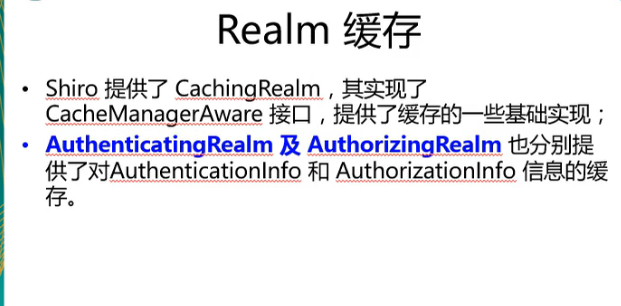 Realm 缓存
• Shiro 提供了 CachingRealm，其实现了
CacheManagerAware 接口，提供了缓存的一些基础实现；
• AuthenticatingRealm 及 AuthorizingRealm 也分别提
供了对AuthenticationInfo 和 AuthorizationInfo 信息的缓
存。